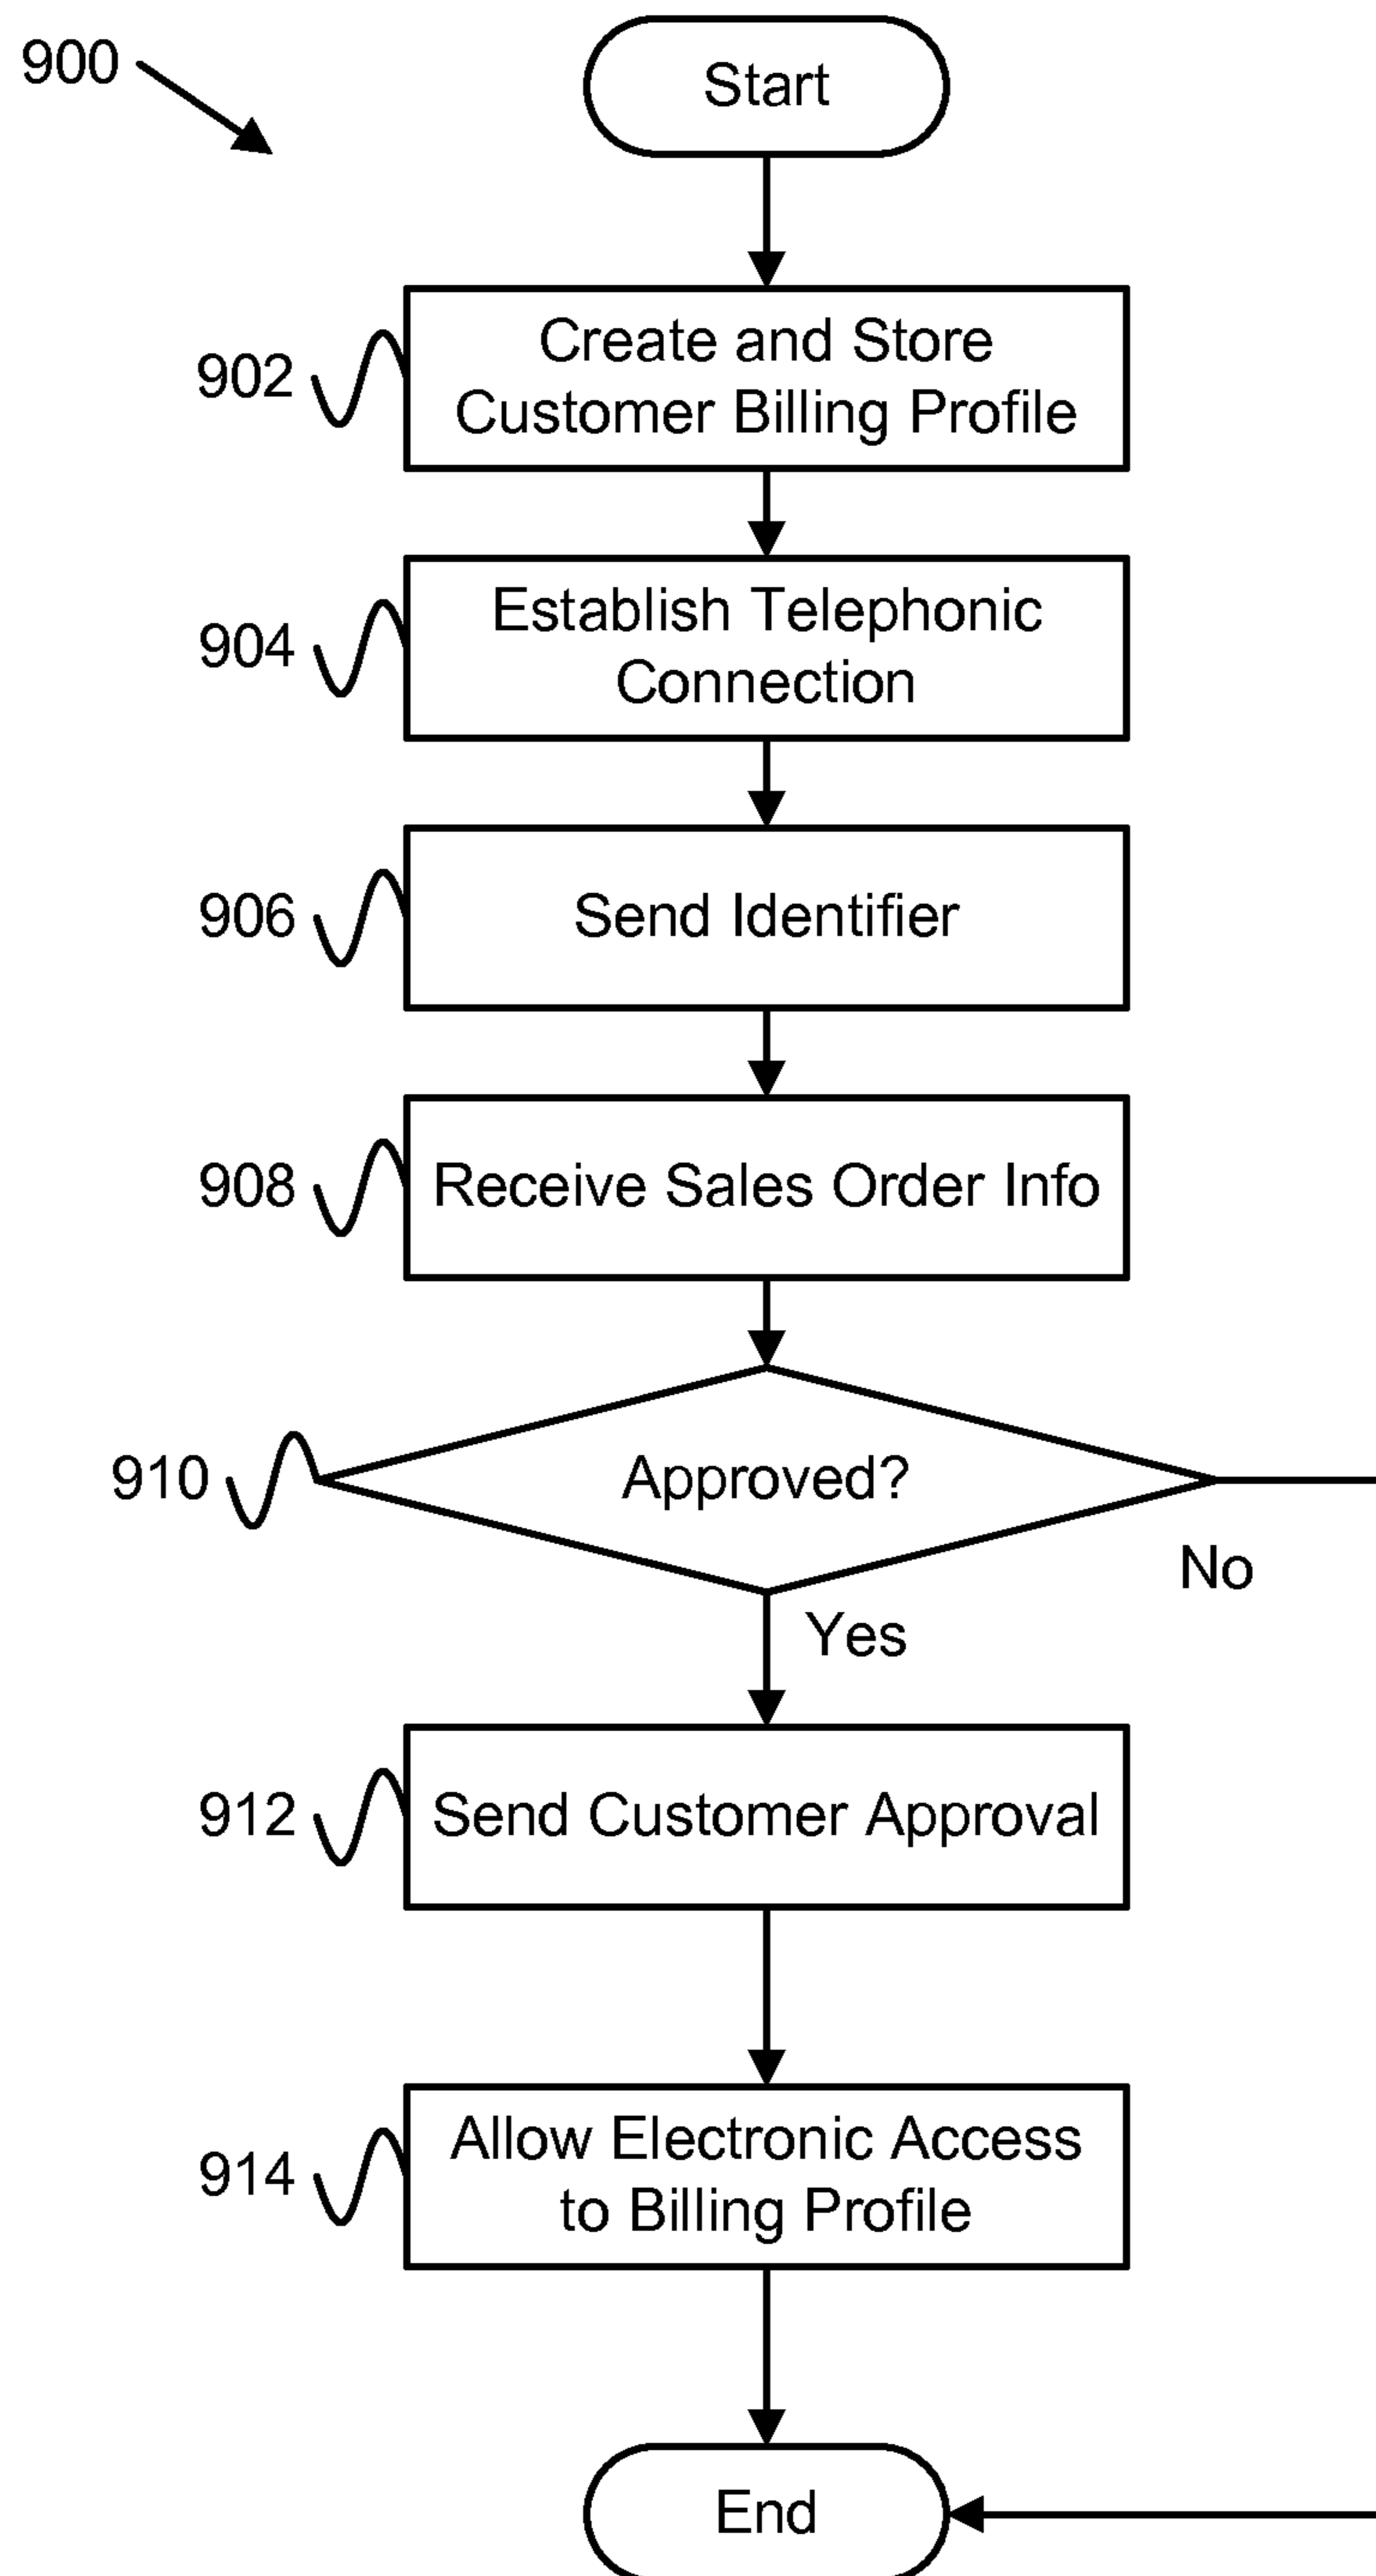 900
Start
902
Create and Store
Customer Billing Profile
904
Establish Telephonic
Connection
906
Send Identifier
908
Receive Sales Order Info
910
Approved?
No
Yes
912
Send Customer Approval
914
Allow Electronic Access
to Billing Profile
End